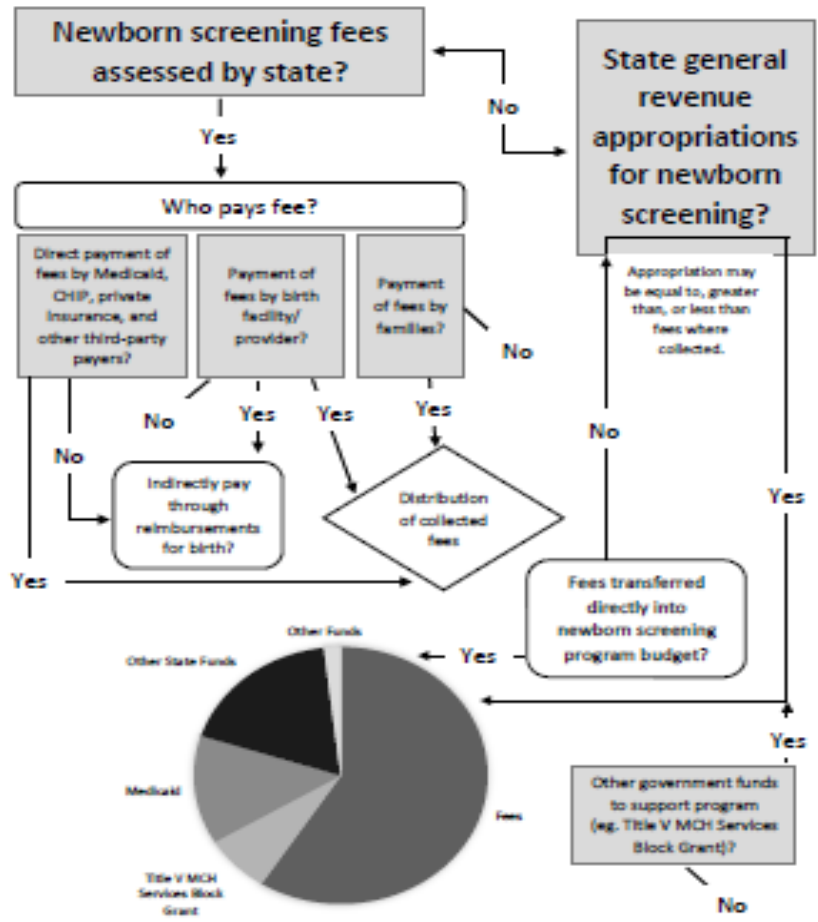 Newborn screening fees
assessed by state?
State general
revenue
appropriations
for newborn
screening?
No
Yes
Who pays fee?
Direct payment of
fees by Medicaid,
CHIP, private
insurance, and
other third-party
payers?
Payment of
fees by birth
facility/
provider?
Payment
of fees by
families?
Appropriation may
be equal to, greater
than, or less than
fees where
collected.
No
No
Yes
Yes
Yes
No
No
Yes
Indirectly pay
through
reimbursements
for birth?
Distribution
of collected
fees
Yes
Fees transferred
directly into
newborn screening
program budget?
Yes
Other Funds
Other State Funds
Medicaid
Title V MCH
Services Block
Grant
Fees
Yes
Other government funds
to support program
(eg. Title V MCH Services
Block Grant)?
No